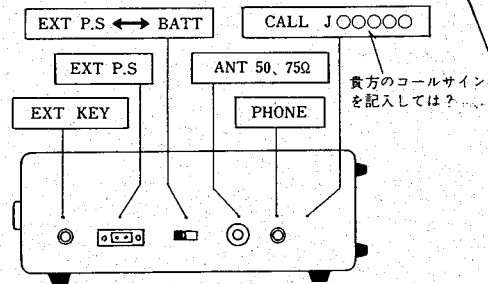 EXT P.S ⟷ BATT
CALL J○○○○○
EXT P.S
ANT 50、75Ω
貴方のコールサイン
を記入しては?……
EXT KEY
PHONE